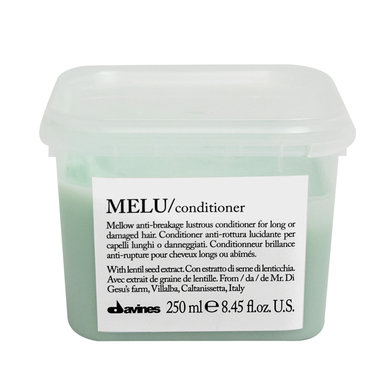 MELU/conditioner
Mellow anti-breakage lustrous conditioner for long or
damaged hair. Conditioner anti-rottura lucidante per
capelli lunghi o danneggiati. Conditionneur brillance
anti-rupture pour cheveux longs ou abîmés.
With lentil seed extract. Con estratto di seme di lenticchia.
Avec extrait de graine de lentille. From / da / de Mr. Di
Gesu's farm, Villalba, Caltanissetta, Italy
davines 250 ml ℮ 8.45 fl.oz. U.S.